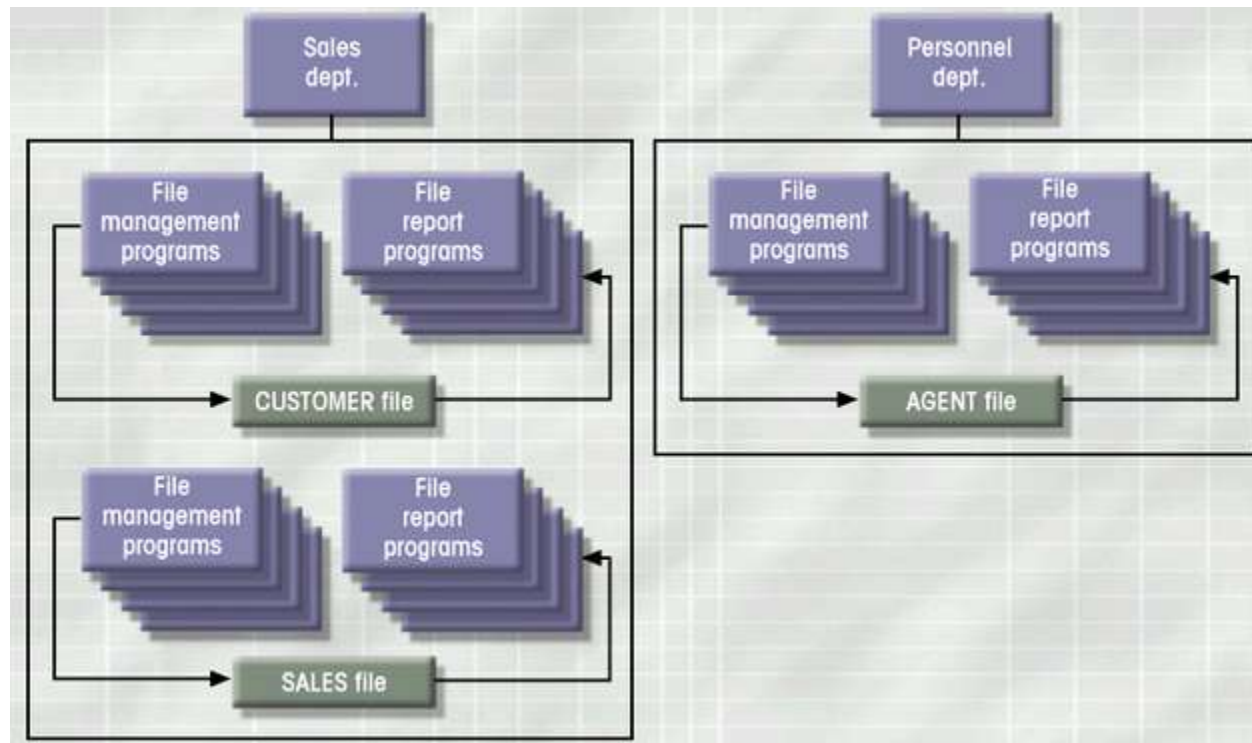 Sales
dept.
Personnel
dept.
File
management
programs
File
report
programs
File
management
programs
File
report
programs
CUSTOMER file
AGENT file
File
management
programs
File
report
programs
SALES file